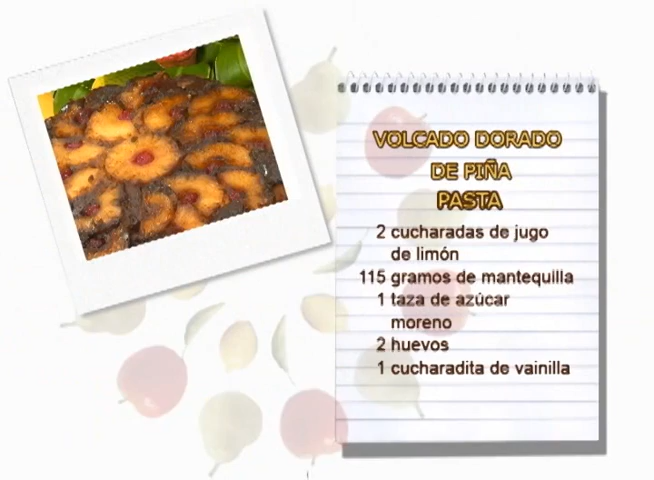 VOLCADO DORADO
DE PIÑA
PASTA
2 cucharadas de jugo
de limón
115 gramos de mantequilla
1 taza de azúcar
moreno
2 huevos
1 cucharadita de vainilla